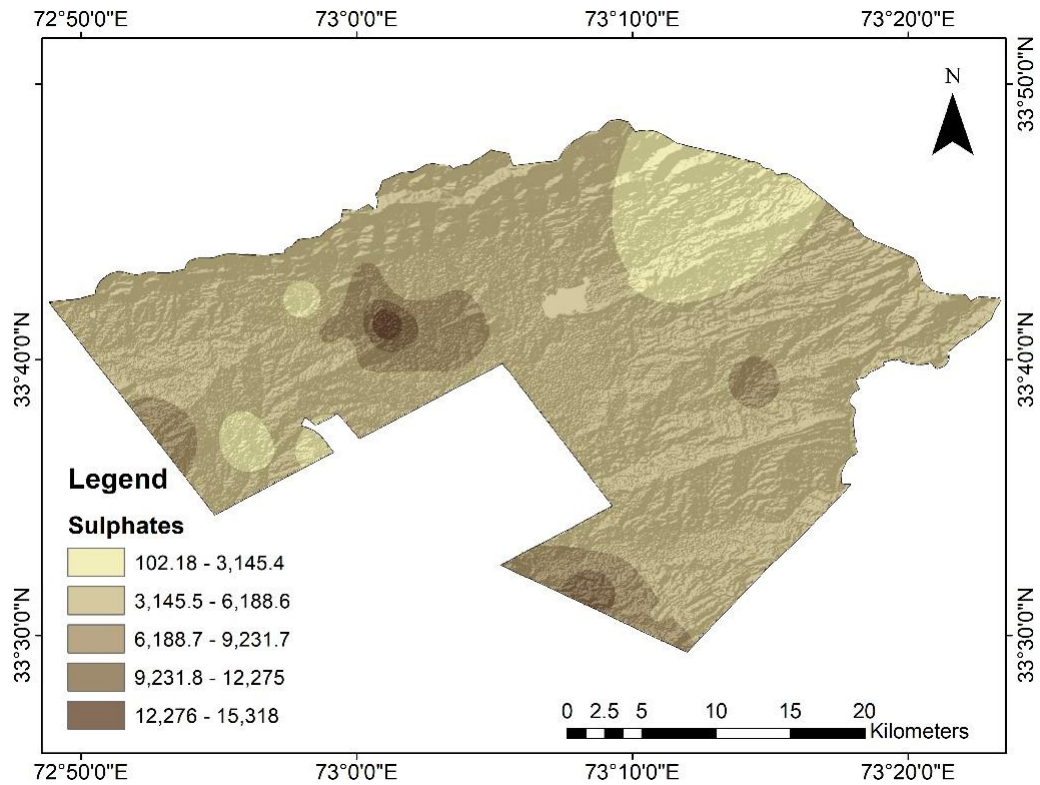 72°50'0"E 73°0'0"E 73°10'0"E 73°20'0"E
33°50'0"N
N
33°40'0"N 33°40'0"N
Legend
Sulphates
102.18 - 3,145.4
3,145.5 - 6,188.6
6,188.7 - 9,231.7
9,231.8 - 12,275
12,276 - 15,318
33°30'0"N 33°30'0"N
0 2.5 5 10 15 20
Kilometers
72°50'0"E 73°0'0"E 73°10'0"E 73°20'0"E